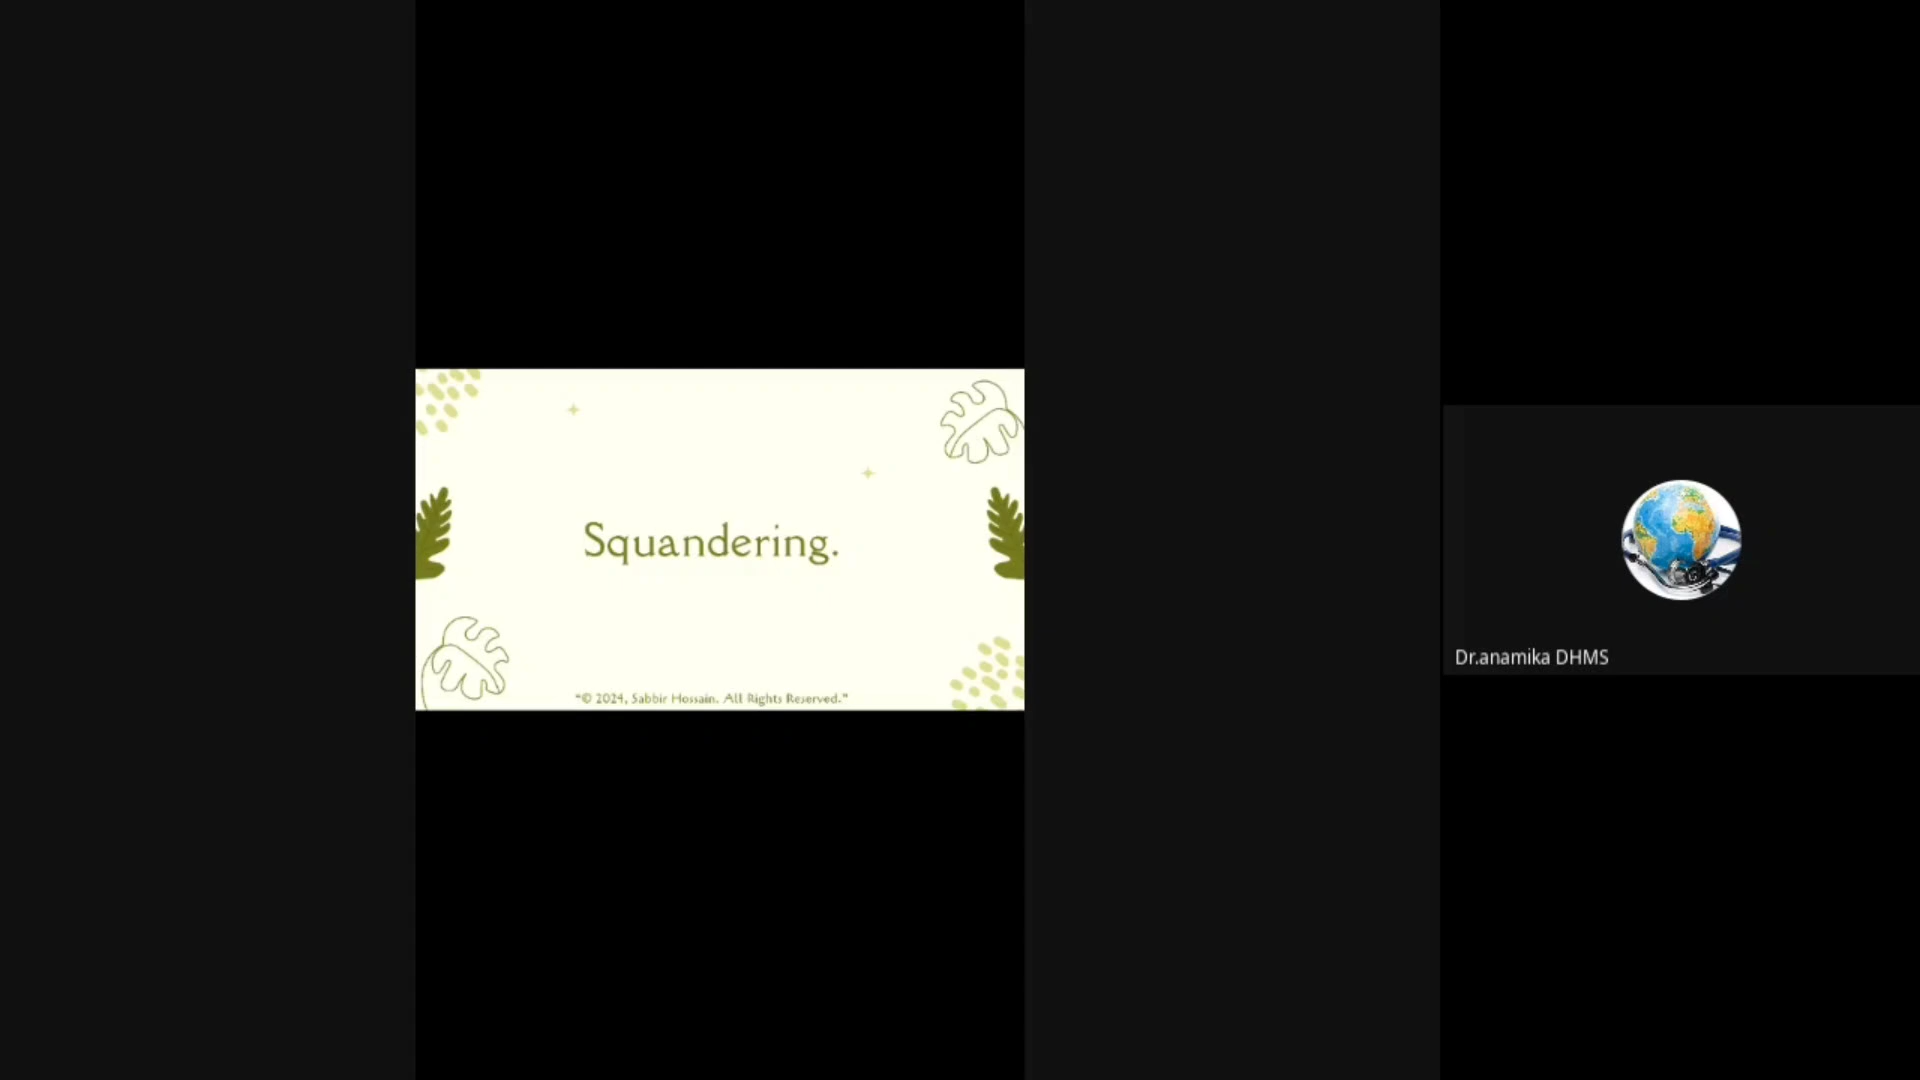 Squandering.
"© 2024, Sabbir Hossain. All Rights Reserved."
Dr.anamika DHMS